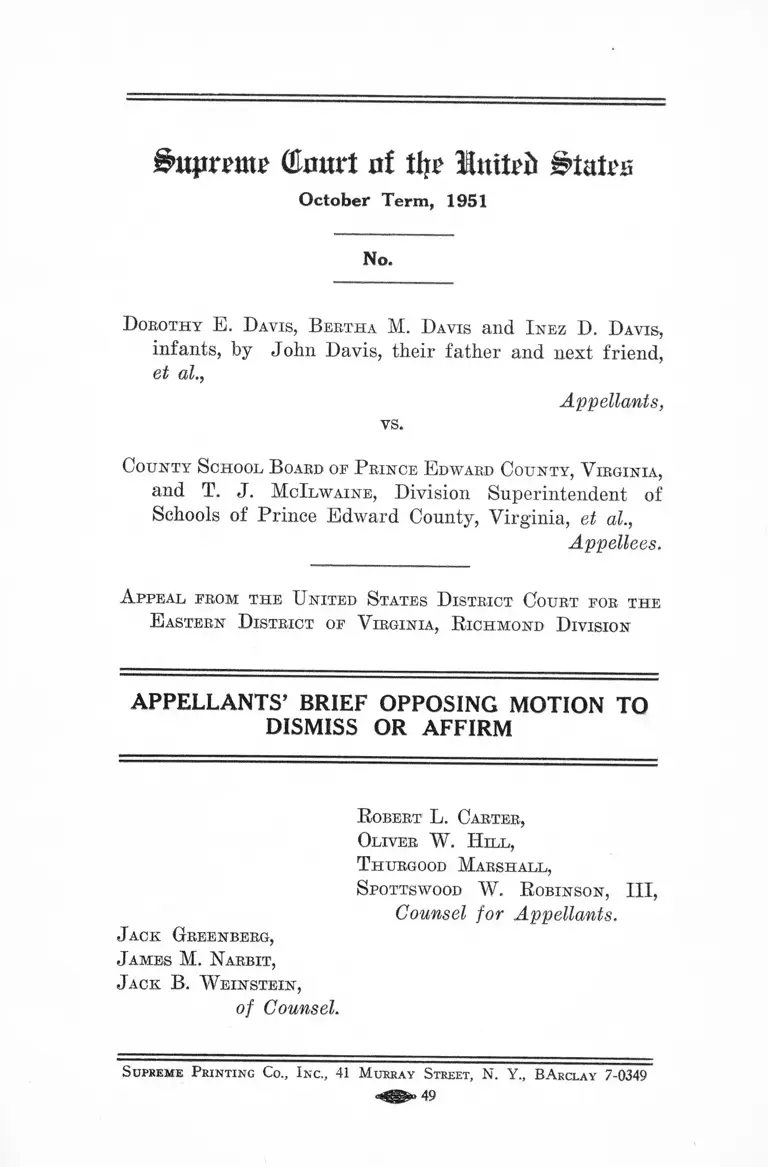 Supreme Court of the United States
October Term, 1951
No.
Dorothy E. Davis, Bertha M. Davis and Inez D. Davis,
infants, by John Davis, their father and next friend,
et al.,
Appellants,
vs.
County School Board of Prince Edward County, Virginia,
and T. J. McIlwaine, Division Superintendent of
Schools of Prince Edward County, Virginia, et al.,
Appellees.
Appeal from the United States District Court for the
Eastern District of Virginia, Richmond Division
APPELLANTS' BRIEF OPPOSING MOTION TO
DISMISS OR AFFIRM
Robert L. Carter,
Oliver W. Hill,
Thurgood Marshall,
Spottswood W. Robinson, III,
Counsel for Appellants.
Jack Greenberg,
James M. Narbit,
Jack B. Weinstein,
of Counsel.
Supreme Printing Co., Inc., 41 Murray Street, N. Y., BArclay 7-0349
49